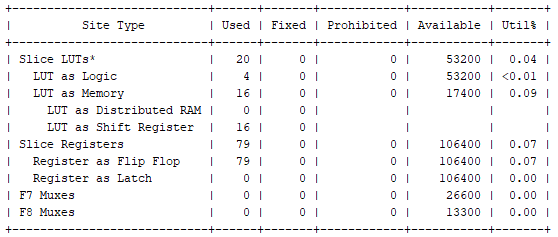 +----------------------------+------+-------+------------+-----------+-------+
|          Site Type         | Used | Fixed | Prohibited | Available | Util% |
+----------------------------+------+-------+------------+-----------+-------+
| Slice LUTs*                |   20 |     0 |          0 |     53200 |  0.04 |
|   LUT as Logic             |    4 |     0 |          0 |     53200 | <0.01 |
|   LUT as Memory            |   16 |     0 |          0 |     17400 |  0.09 |
|     LUT as Distributed RAM |    0 |     0 |            |           |       |
|     LUT as Shift Register  |   16 |     0 |            |           |       |
| Slice Registers            |   79 |     0 |          0 |    106400 |  0.07 |
|   Register as Flip Flop    |   79 |     0 |          0 |    106400 |  0.07 |
|   Register as Latch        |    0 |     0 |          0 |    106400 |  0.00 |
| F7 Muxes                   |    0 |     0 |          0 |     26600 |  0.00 |
| F8 Muxes                   |    0 |     0 |          0 |     13300 |  0.00 |
+----------------------------+------+-------+------------+-----------+-------+